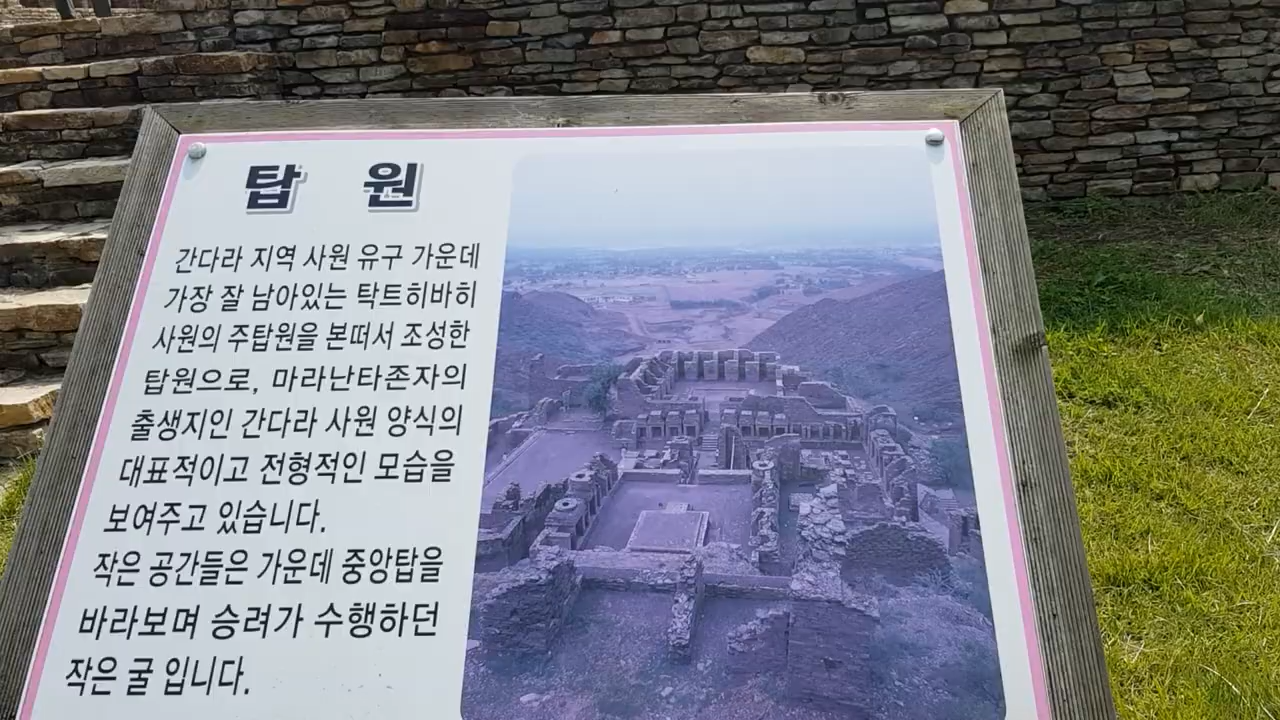 탑 원
간다라 지역 사원 유구 가운데
가장 잘 남아있는 탁트히바히
사원의 주탑원을 본떠서 조성한
탑원으로, 마라난타존자의
출생지인 간다라 사원 양식의
대표적이고 전형적인 모습을
보여주고 있습니다.
작은 공간들은 가운데 중앙탑을
바라보며 승려가 수행하던
작은 굴 입니다.